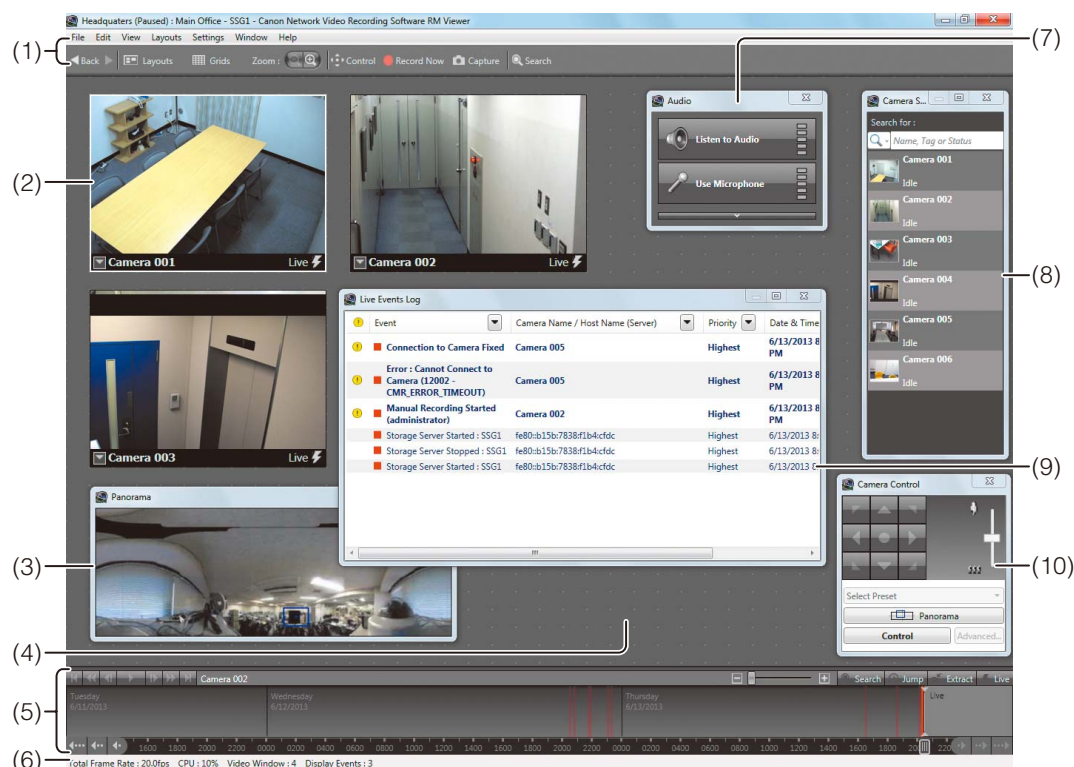 Headquaters (Paused) : Main Office - SSG1 - Canon Network Video Recording Software RM Viewer
File Edit View Layouts Settings Window Help
Back Layouts Grids Zoom : Control Record Now Capture Search
(1)
(2)
(3)
(4)
(5)
(6)
(7)
(8)
(9)
(10)
Camera 001 Live
Camera 002 Live
Camera 003 Live
Audio
Listen to Audio
Use Microphone
Camera S...
Search for :
Name, Tag or Status
Camera 001
Idle
Camera 002
Idle
Camera 003
Idle
Camera 004
Idle
Camera 005
Idle
Camera 006
Idle
Live Events Log
Event Camera Name / Host Name (Server) Priority Date & Time
Connection to Camera Fixed Camera 005 Highest 6/13/2013 8
PM
Error : Cannot Connect to
Camera (12002 - Camera 005 Highest 6/13/2013 8
CMR_ERROR_TIMEOUT) PM
Manual Recording Started Camera 002 Highest 6/13/2013 8
(administrator) PM
Storage Server Started : SSG1 fe80::b15b:7838:f1b4:cfdc Highest 6/13/2013 8:
Storage Server Stopped : SSG1 fe80::b15b:7838:f1b4:cfdc Highest 6/13/2013 8:
Storage Server Started : SSG1 fe80::b15b:7838:f1b4:cfdc Highest 6/13/2013
Panorama
Camera Control
Select Preset
Panorama
Control Advanced...
Camera 002 Search Jump Extract Live
Tuesday Wednesday Thursday Live
6/11/2013 6/12/2013 6/13/2013
1600 1800 2000 2200 0000 0200 0400 0600 0800 1000 1200 1400 1600 1800 2000 2200 0000 0200 0400 0600 0800 1000 1200 1400 1600 1800 20 220
Total Frame Rate : 20.0fps CPU : 10% Video Window : 4 Display Events : 3